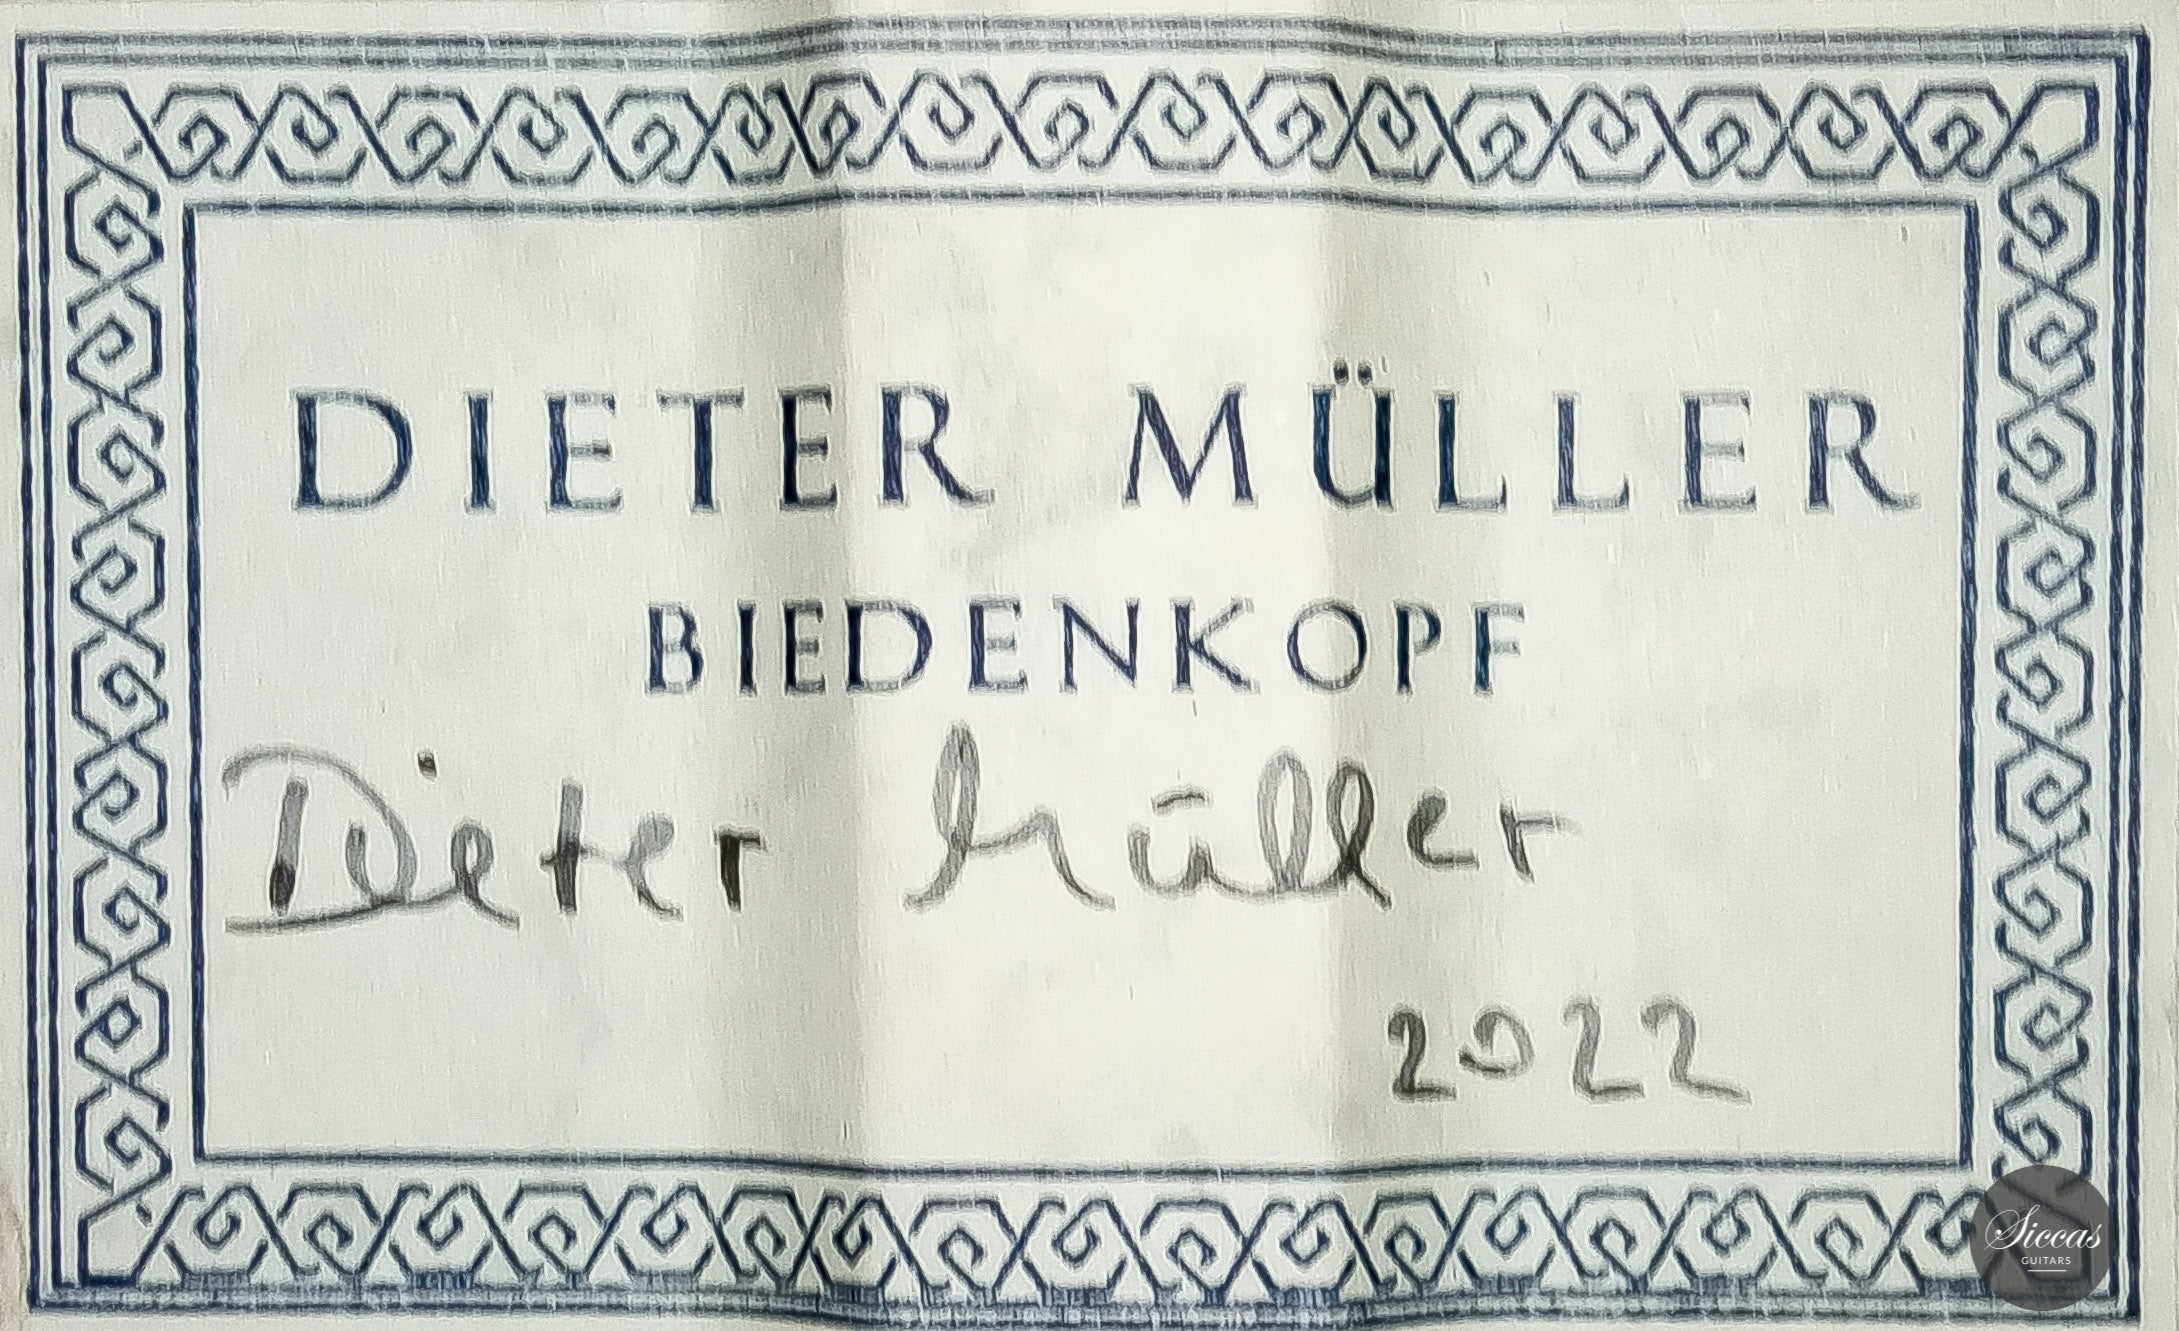 DIETER MÜLLER
BIEDENKOPF
Dieter Müller
2022
Siccas
GUITARS